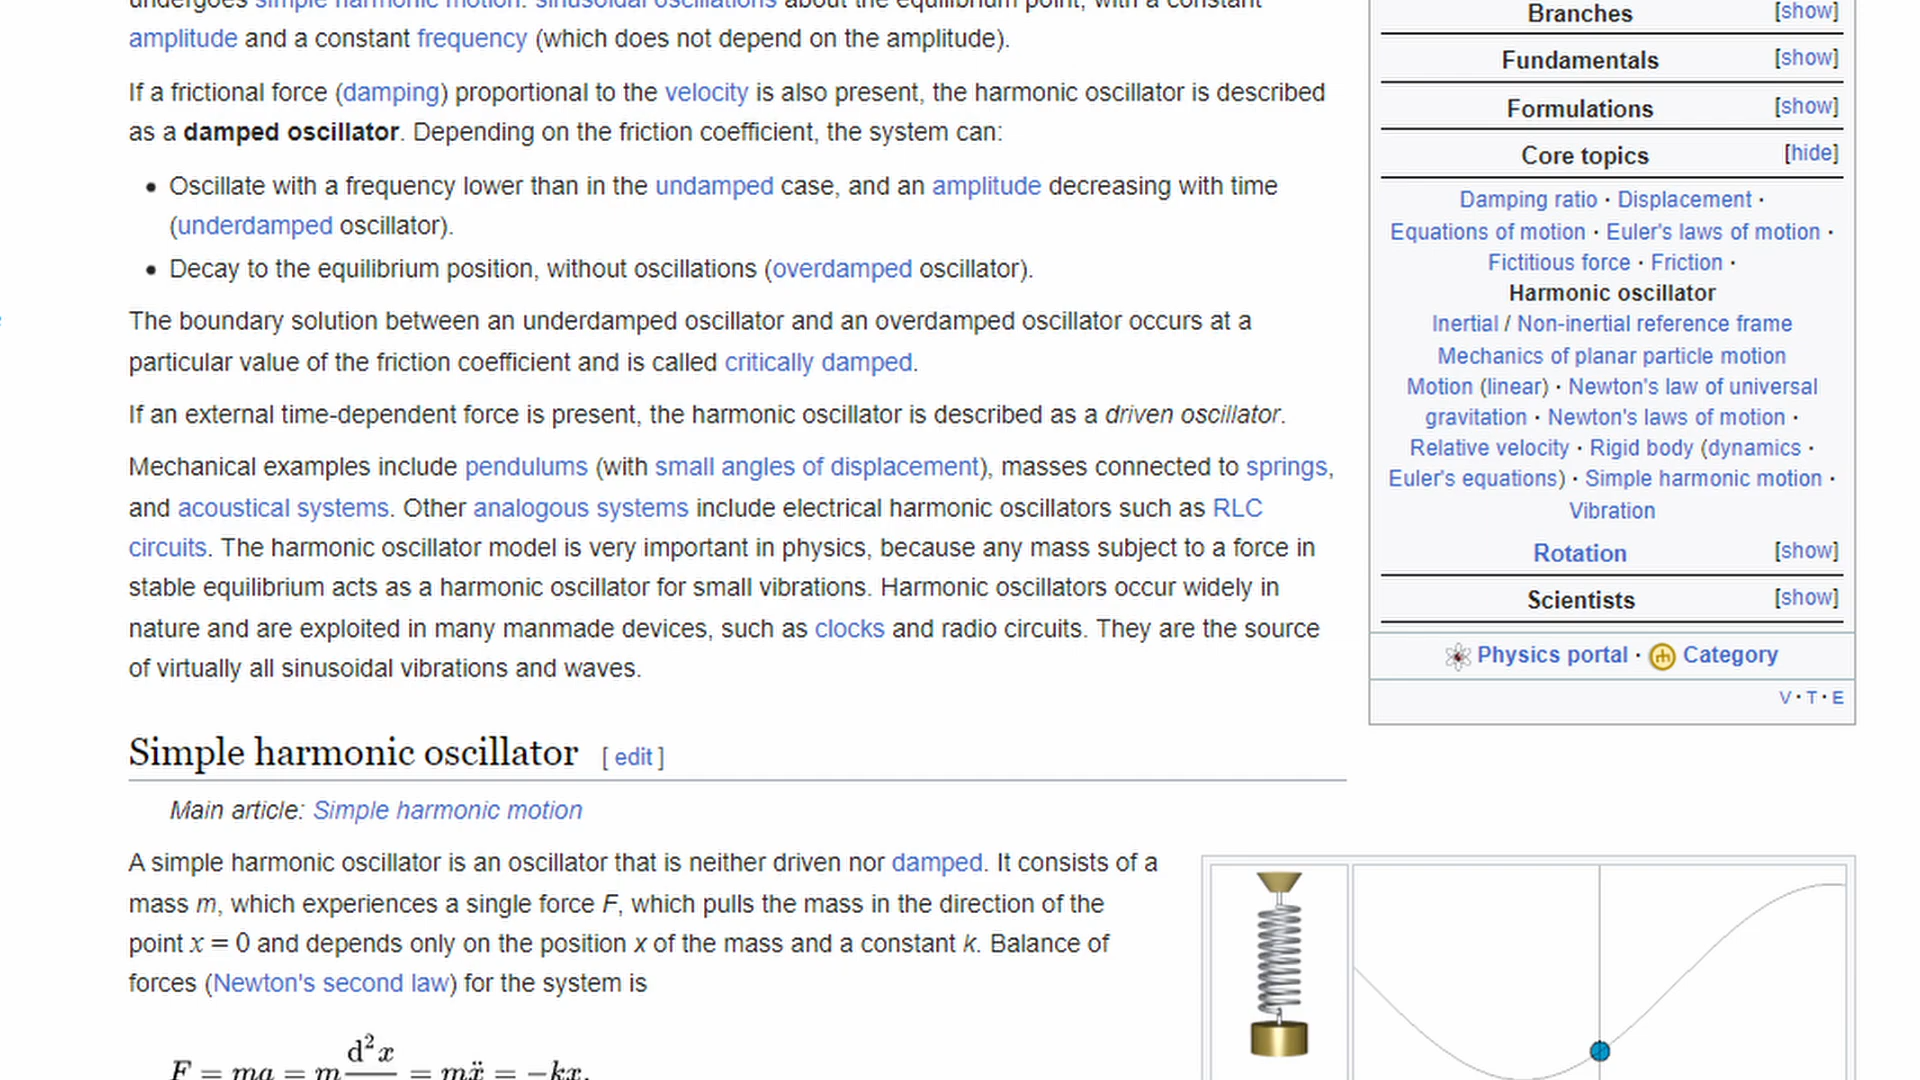 undergoes simple harmonic motion: sinusoidal oscillations about the equilibrium point, with a constant
amplitude and a constant frequency (which does not depend on the amplitude).
If a frictional force (damping) proportional to the velocity is also present, the harmonic oscillator is described
as a damped oscillator. Depending on the friction coefficient, the system can:
• Oscillate with a frequency lower than in the undamped case, and an amplitude decreasing with time
(underdamped oscillator).
• Decay to the equilibrium position, without oscillations (overdamped oscillator).
The boundary solution between an underdamped oscillator and an overdamped oscillator occurs at a
particular value of the friction coefficient and is called critically damped.
If an external time-dependent force is present, the harmonic oscillator is described as a driven oscillator.
Mechanical examples include pendulums (with small angles of displacement), masses connected to springs,
and acoustical systems. Other analogous systems include electrical harmonic oscillators such as RLC
circuits. The harmonic oscillator model is very important in physics, because any mass subject to a force in
stable equilibrium acts as a harmonic oscillator for small vibrations. Harmonic oscillators occur widely in
nature and are exploited in many manmade devices, such as clocks and radio circuits. They are the source
of virtually all sinusoidal vibrations and waves.
Simple harmonic oscillator [ edit ]
Main article: Simple harmonic motion
A simple harmonic oscillator is an oscillator that is neither driven nor damped. It consists of a
mass m, which experiences a single force F, which pulls the mass in the direction of the
point x = 0 and depends only on the position x of the mass and a constant k. Balance of
forces (Newton's second law) for the system is
F = ma = m d²x = mẍ = −kx.
Branches [show]
Fundamentals [show]
Formulations [show]
Core topics [hide]
Damping ratio · Displacement ·
Equations of motion · Euler's laws of motion ·
Fictitious force · Friction ·
Harmonic oscillator
Inertial / Non-inertial reference frame
Mechanics of planar particle motion
Motion (linear) · Newton's law of universal
gravitation · Newton's laws of motion ·
Relative velocity · Rigid body (dynamics ·
Euler's equations) · Simple harmonic motion ·
Vibration
Rotation [show]
Scientists [show]
Physics portal · Category
V · T · E